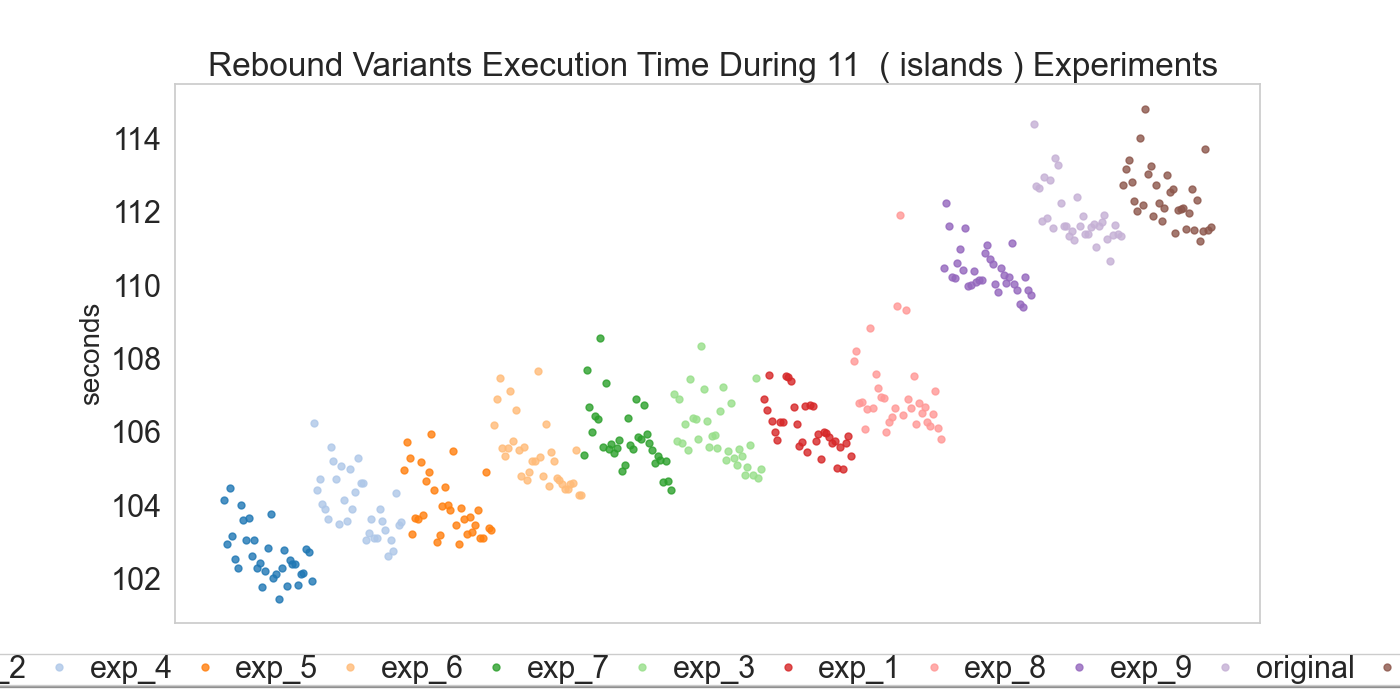 Rebound Variants Execution Time During 11 ( islands ) Experiments
114
112
110
108
106
104
102
seconds
_2 exp_4 exp_5 exp_6 exp_7 exp_3 exp_1 exp_8 exp_9 original